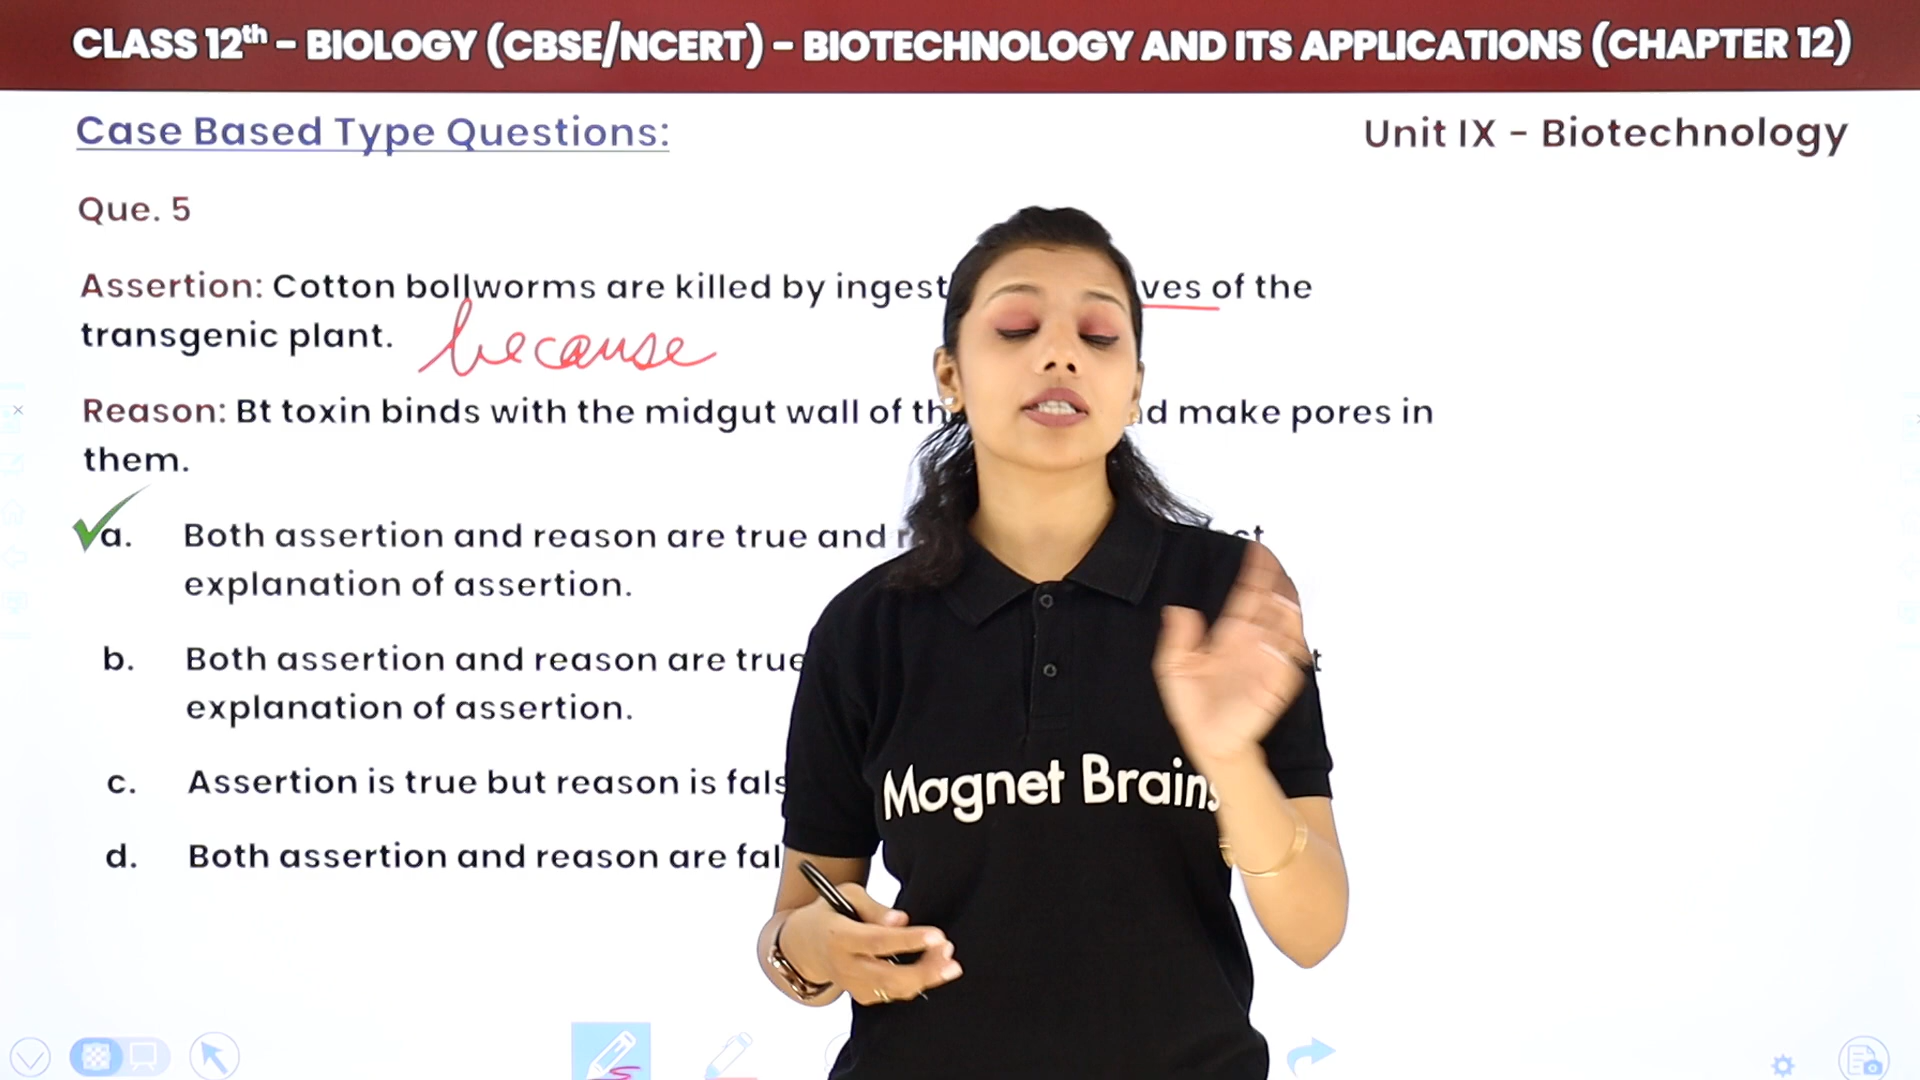 CLASS 12th – BIOLOGY (CBSE/NCERT) – BIOTECHNOLOGY AND ITS APPLICATIONS (CHAPTER 12)
Case Based Type Questions:
Unit IX – Biotechnology
Que. 5
Assertion: Cotton bollworms are killed by ingest ves of the
transgenic plant.
because
Reason: Bt toxin binds with the midgut wall of th d make pores in
them.
a. Both assertion and reason are true and
explanation of assertion.
b. Both assertion and reason are true
explanation of assertion.
c. Assertion is true but reason is fals
d. Both assertion and reason are fal
Magnet Brains